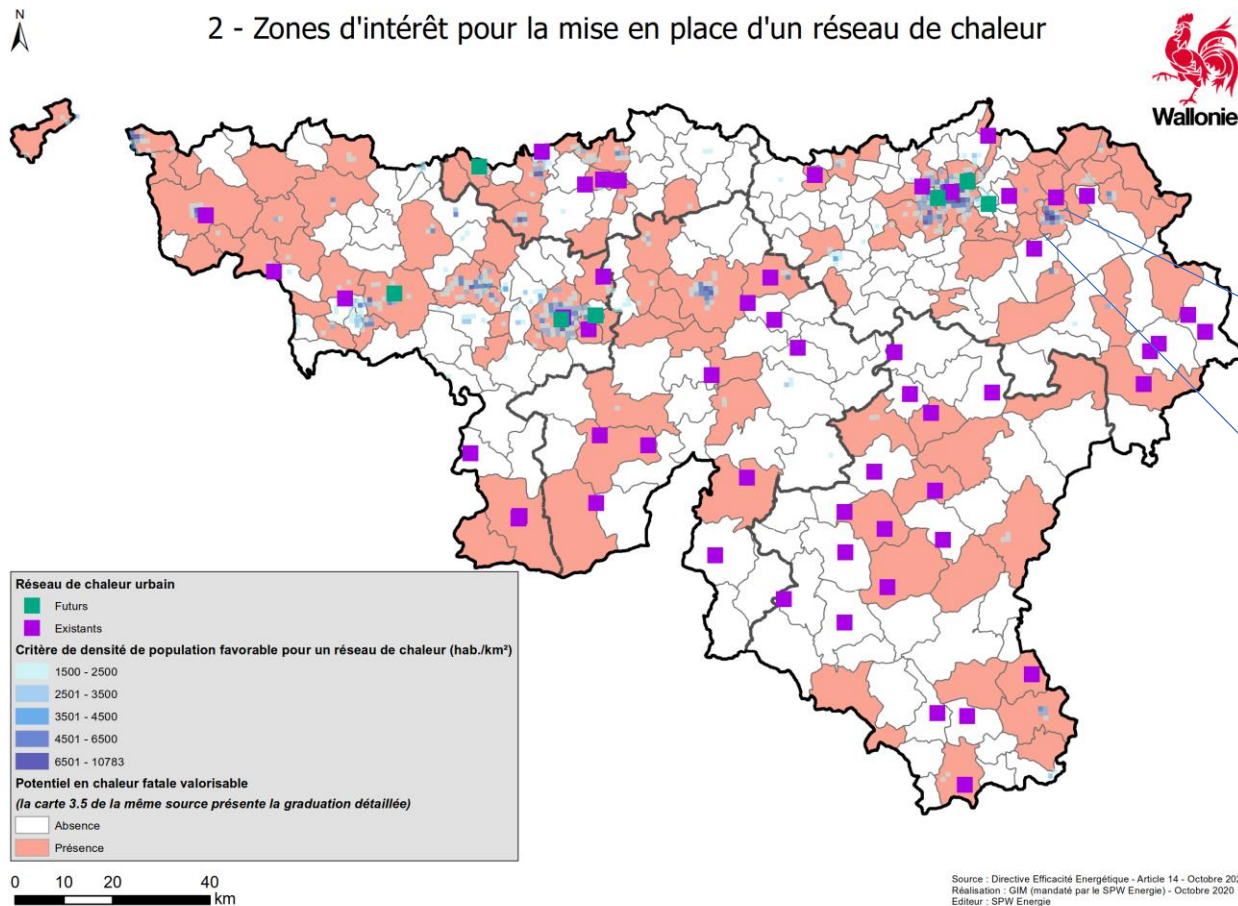 N
2 - Zones d'intérêt pour la mise en place d'un réseau de chaleur
Wallonie
Réseau de chaleur urbain
Futurs
Existants
Critère de densité de population favorable pour un réseau de chaleur (hab./km²)
1500 - 2500
2501 - 3500
3501 - 4500
4501 - 6500
6501 - 10783
Potentiel en chaleur fatale valorisable
(la carte 3.5 de la même source présente la graduation détaillée)
Absence
Présence
0 10 20 40
km
Source : Directive Efficacité Energétique - Article 14 - Octobre 202
Réalisation : GIM (mandaté par le SPW Energie) - Octobre 2020
Editeur : SPW Energie